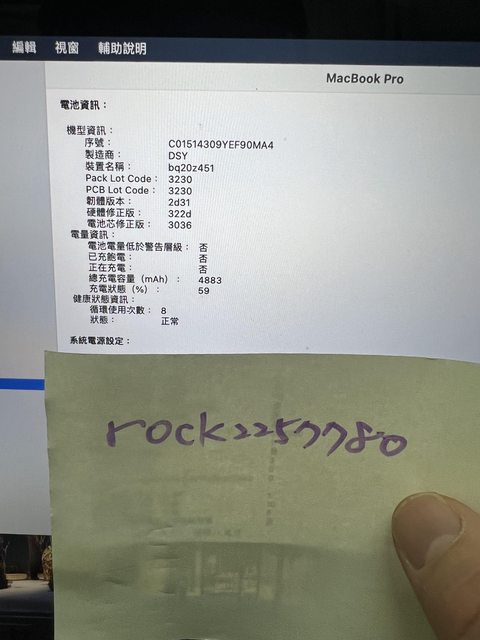 編輯 視窗 輔助說明
MacBook Pro
電池資訊：
機型資訊：
序號： C01514309YEF90MA4
製造商： DSY
裝置名稱： bq20z451
Pack Lot Code： 3230
PCB Lot Code： 3230
韌體版本： 2d31
硬體修正版： 322d
電池芯修正版： 3036
電量資訊：
電池電量低於警告層級： 否
已充飽電： 否
正在充電： 否
總充電容量（mAh）： 4883
充電狀態（%）： 59
健康狀態資訊：
循環使用次數： 8
狀態： 正常
系統電源設定：
rock22577780